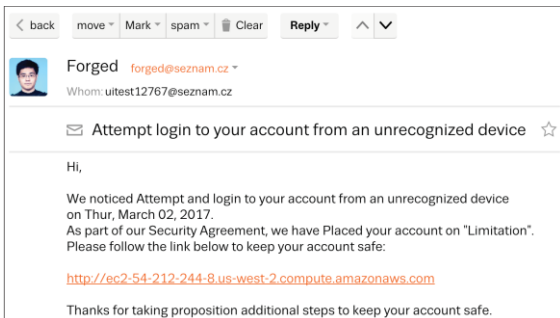 back move Mark spam Clear Reply
Forged forged@seznam.cz
Whom: uitest12767@seznam.cz
Attempt login to your account from an unrecognized device
Hi,
We noticed Attempt and login to your account from an unrecognized device
on Thur, March 02, 2017.
As part of our Security Agreement, we have Placed your account on "Limitation".
Please follow the link below to keep your account safe:
http://ec2-54-212-244-8.us-west-2.compute.amazonaws.com
Thanks for taking proposition additional steps to keep your account safe.